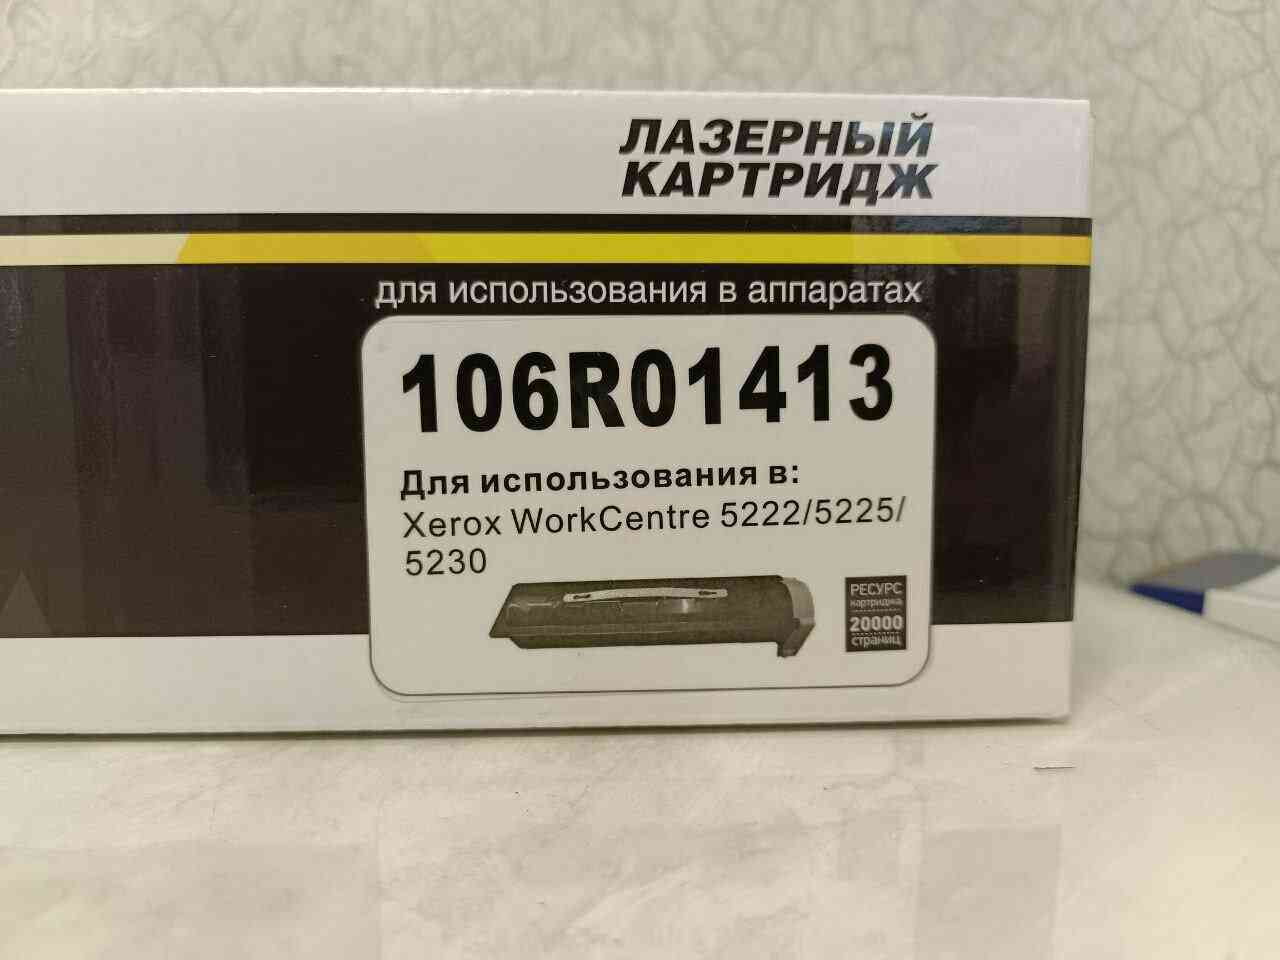 ЛАЗЕРНЫЙ
КАРТРИДЖ
для использования в аппаратах
106R01413
Для использования в:
Xerox WorkCentre 5222/5225/
5230
РЕСУРС
картриджа
20000
страниц